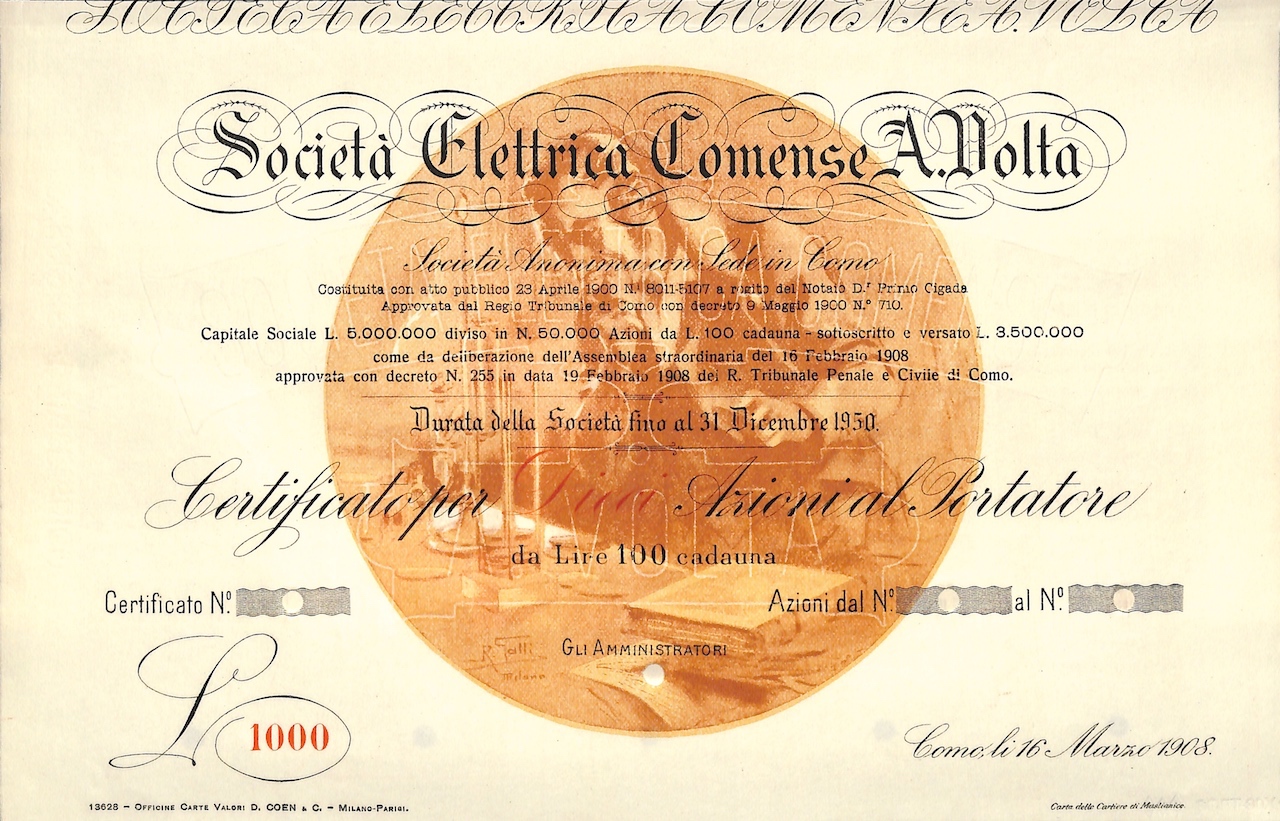 SOCIETÀ ELETTRICA COMENSE A. VOLTA
Società Elettrica Comense A. Volta
Società Anonima con Sede in Como
Costituita con atto pubblico 23 Aprile 1900 N.ⁱ 8011-5107 a rogito del Notaio D.ʳ Primo Cigada
Approvata dal Regio Tribunale di Como con decreto 9 Maggio 1900 N.º 710.
Capitale Sociale L. 5.000.000 diviso in N. 50.000 Azioni da L. 100 cadauna - sottoscritto e versato L. 3.500.000
come da deliberazione dell'Assemblea straordinaria del 16 Febbraio 1908
approvata con decreto N. 255 in data 19 Febbraio 1908 del R. Tribunale Penale e Civile di Como.
Durata della Società fino al 31 Dicembre 1950.
Certificato per Dieci Azioni al Portatore
da Lire 100 cadauna
Certificato N.º Azioni dal N.º al N.º
R. Galli
Milano
GLI AMMINISTRATORI
L 1000
Como, li 16 Marzo 1908.
13628 - OFFICINE CARTE VALORI D. COEN & C. - MILANO-PARIGI.
Carta delle Cartiere di Maslianico.